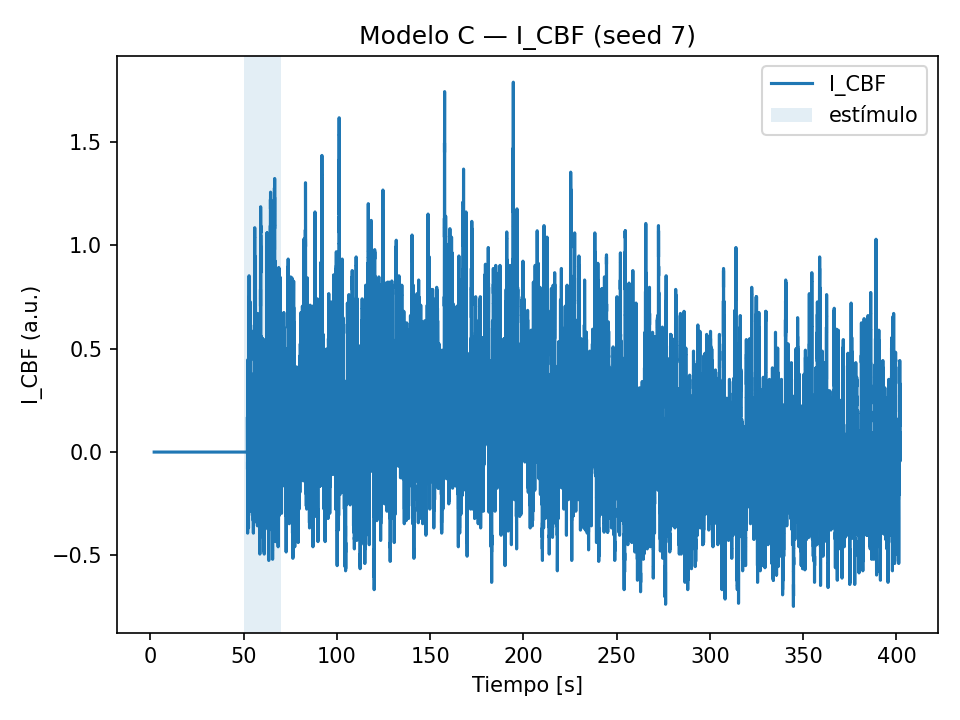 Modelo C — I_CBF (seed 7)
I_CBF
estímulo
I_CBF (a.u.)
1.5
1.0
0.5
0.0
−0.5
0 50 100 150 200 250 300 350 400
Tiempo [s]